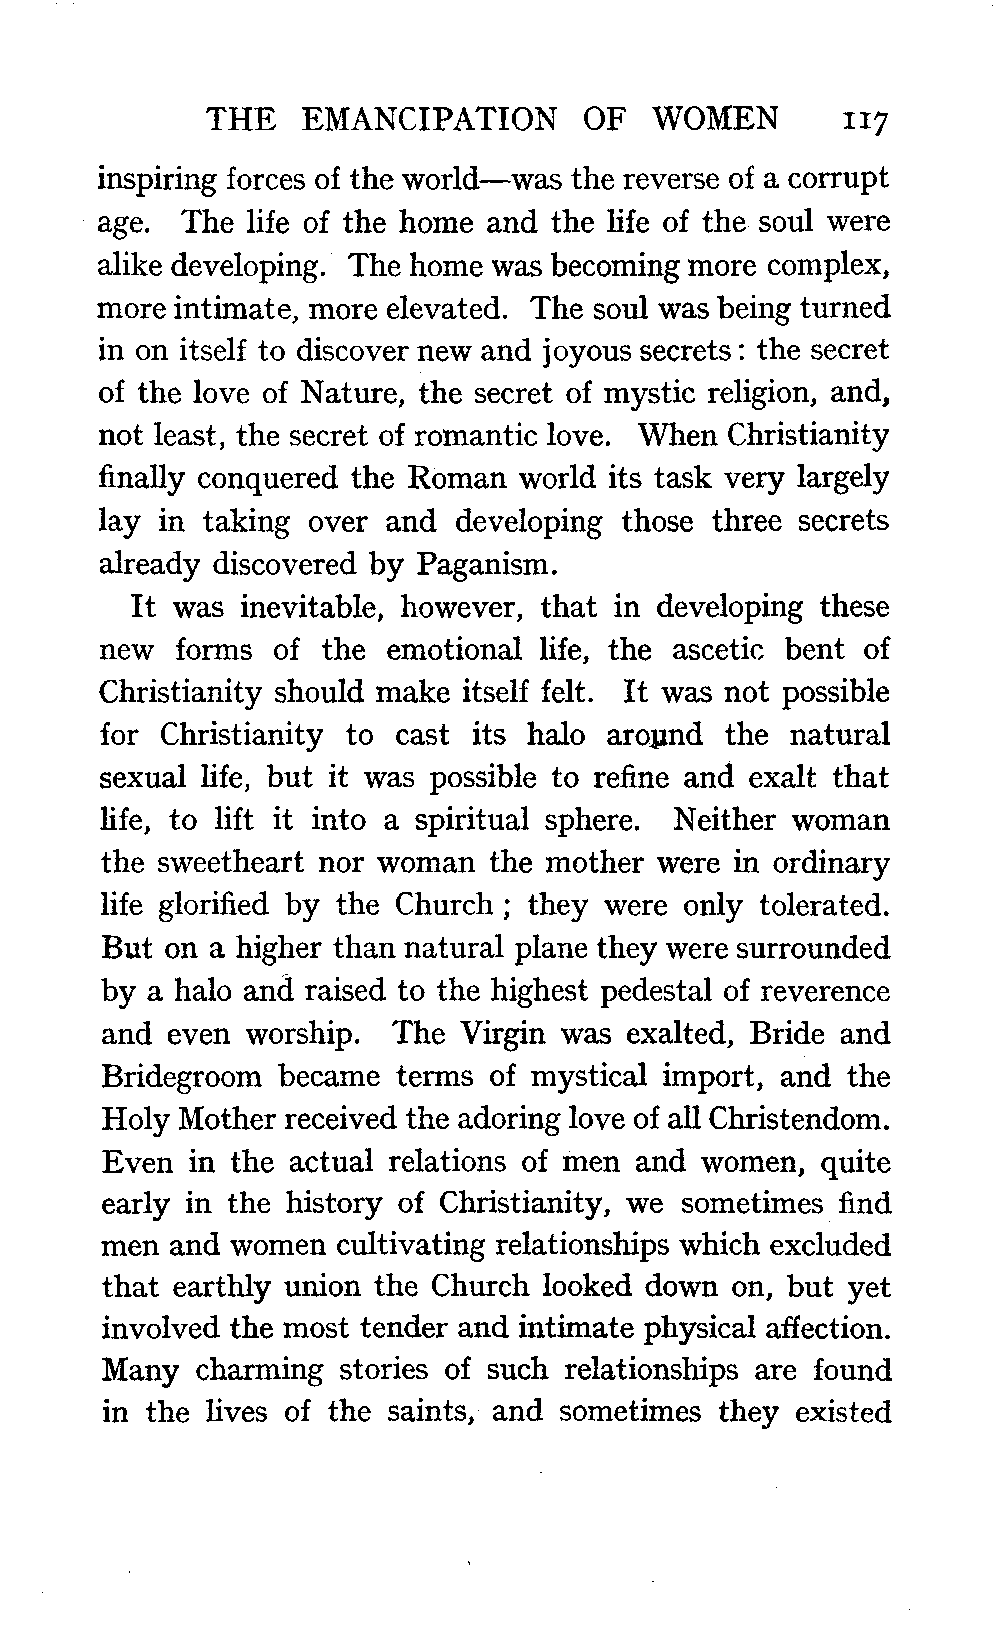 THE EMANCIPATION OF WOMEN 117
inspiring forces of the world—was the reverse of a corrupt
age. The life of the home and the life of the soul were
alike developing. The home was becoming more complex,
more intimate, more elevated. The soul was being turned
in on itself to discover new and joyous secrets : the secret
of the love of Nature, the secret of mystic religion, and,
not least, the secret of romantic love. When Christianity
finally conquered the Roman world its task very largely
lay in taking over and developing those three secrets
already discovered by Paganism.
It was inevitable, however, that in developing these
new forms of the emotional life, the ascetic bent of
Christianity should make itself felt. It was not possible
for Christianity to cast its halo around the natural
sexual life, but it was possible to refine and exalt that
life, to lift it into a spiritual sphere. Neither woman
the sweetheart nor woman the mother were in ordinary
life glorified by the Church ; they were only tolerated.
But on a higher than natural plane they were surrounded
by a halo and raised to the highest pedestal of reverence
and even worship. The Virgin was exalted, Bride and
Bridegroom became terms of mystical import, and the
Holy Mother received the adoring love of all Christendom.
Even in the actual relations of men and women, quite
early in the history of Christianity, we sometimes find
men and women cultivating relationships which excluded
that earthly union the Church looked down on, but yet
involved the most tender and intimate physical affection.
Many charming stories of such relationships are found
in the lives of the saints, and sometimes they existed